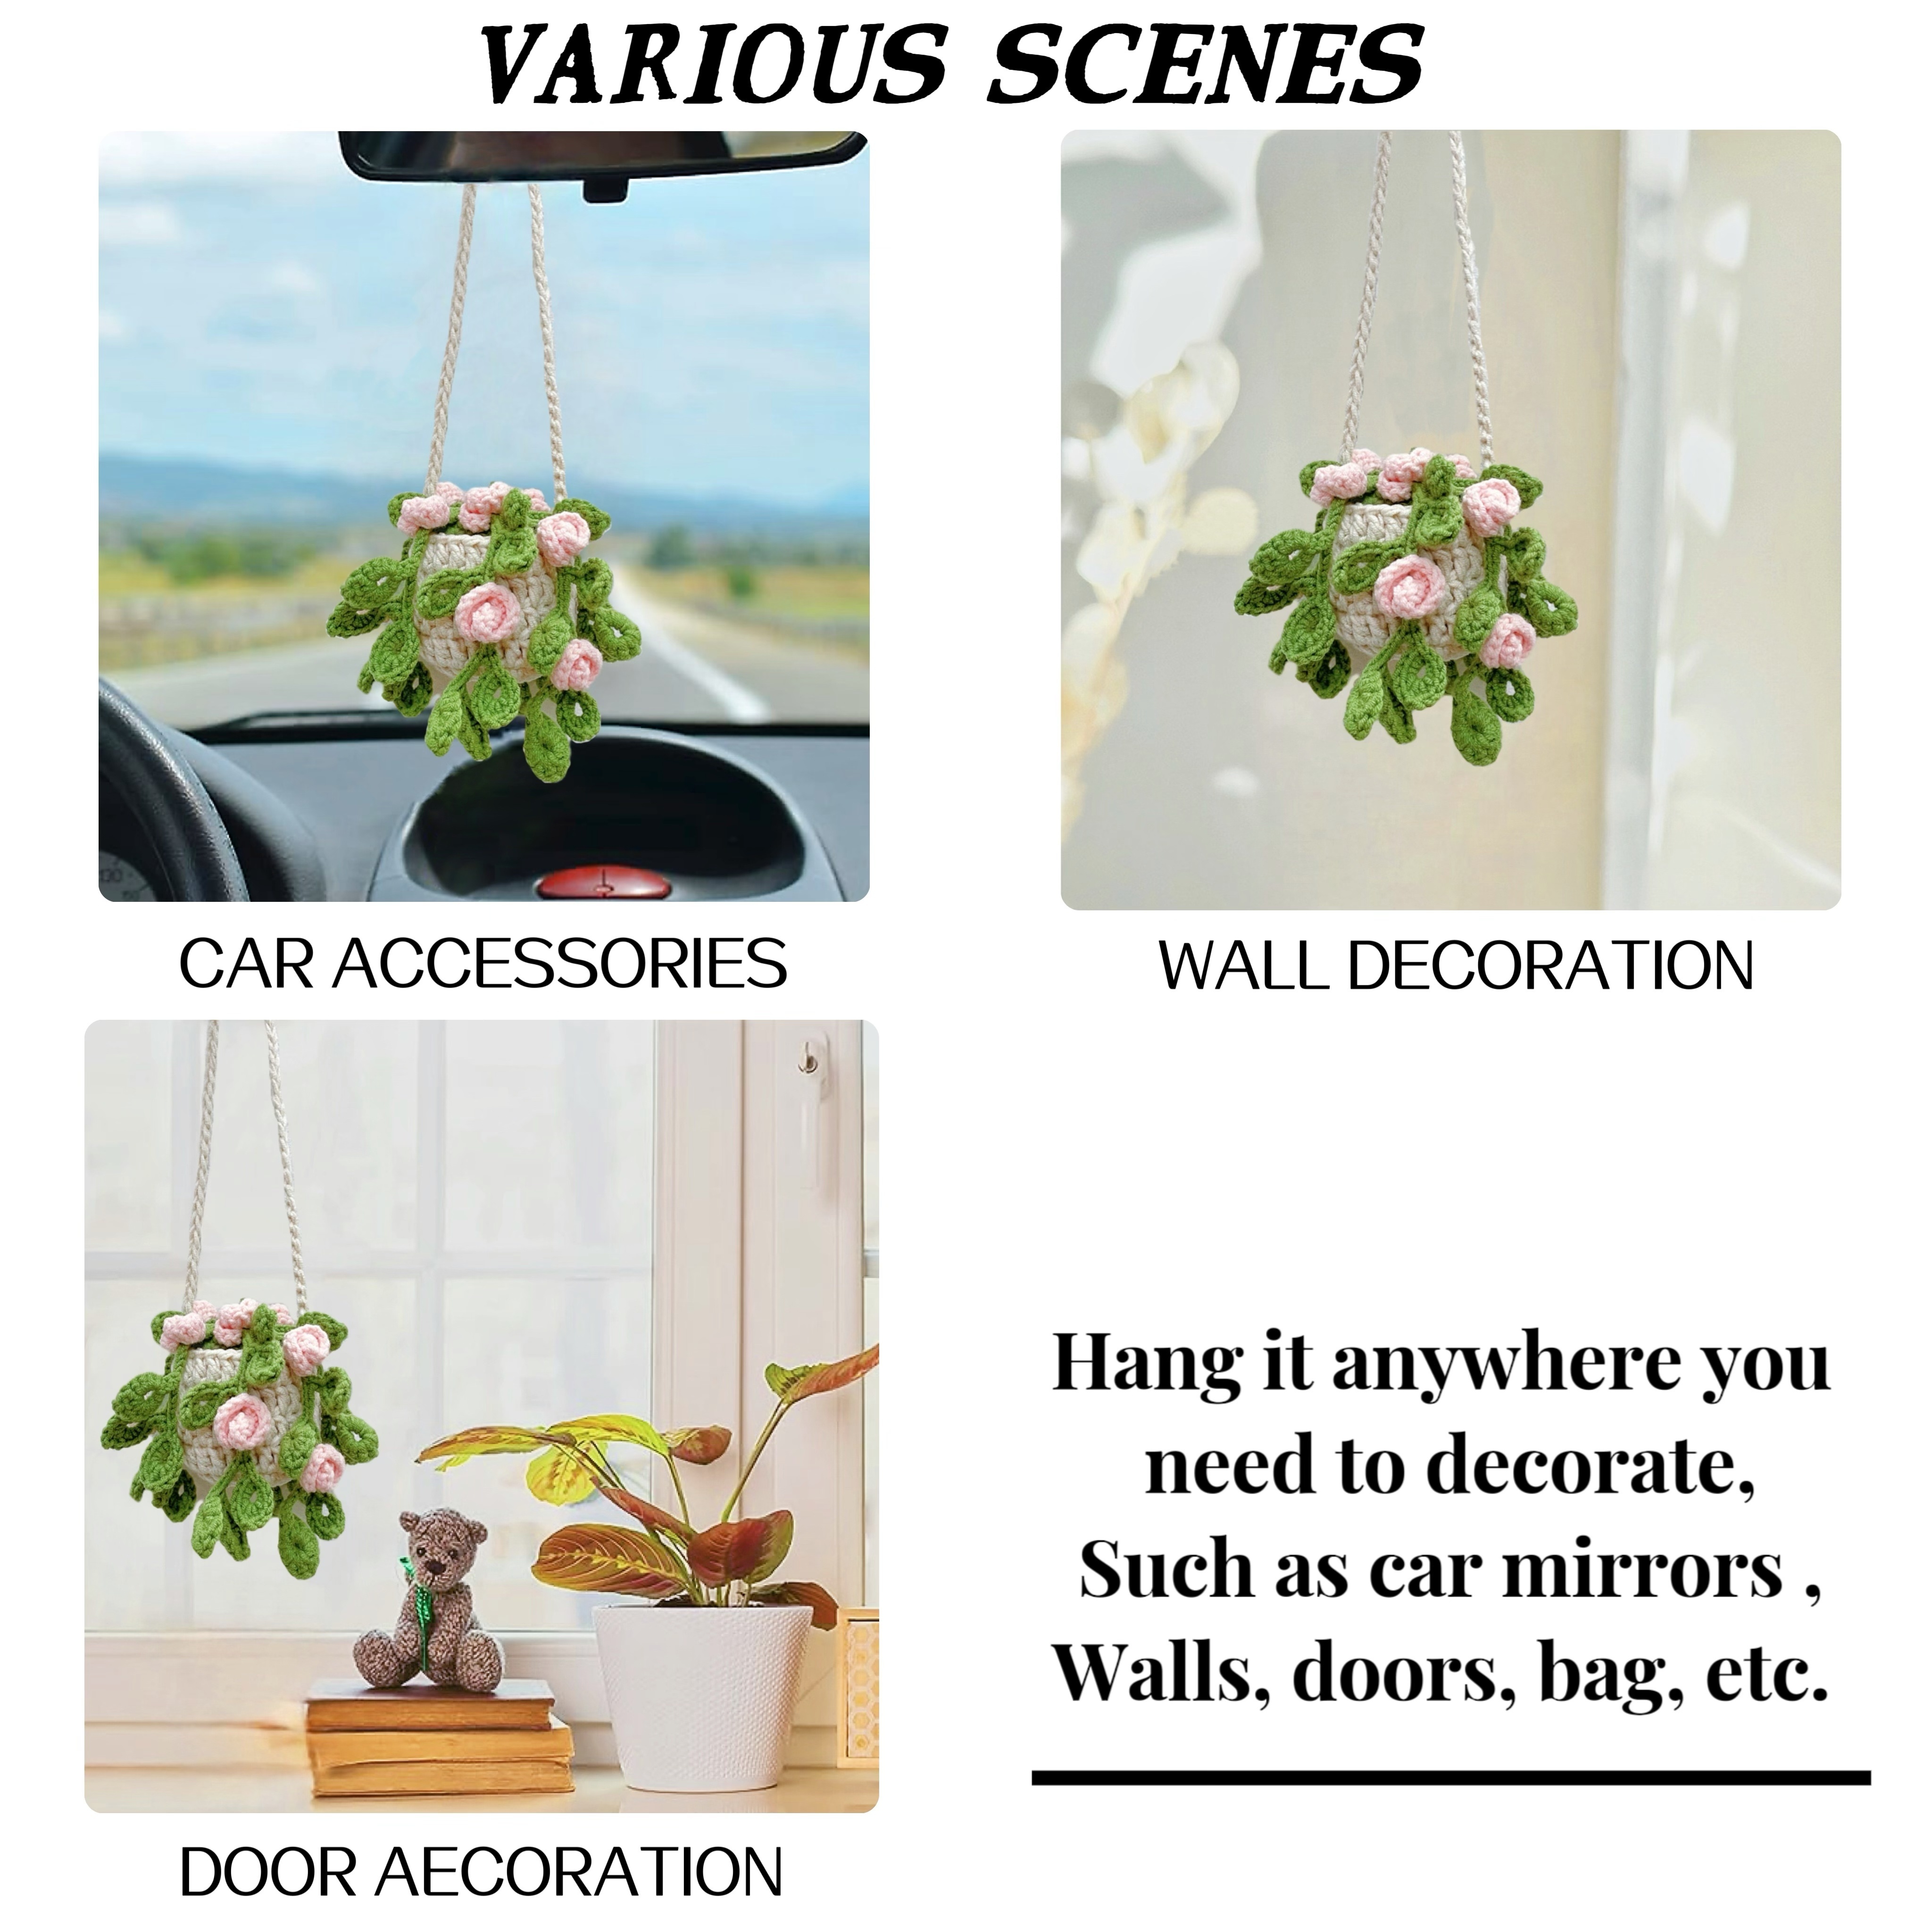 VARIOUS SCENES
CAR ACCESSORIES
WALL DECORATION
DOOR AECORATION
Hang it anywhere you
need to decorate,
Such as car mirrors ,
Walls, doors, bag, etc.